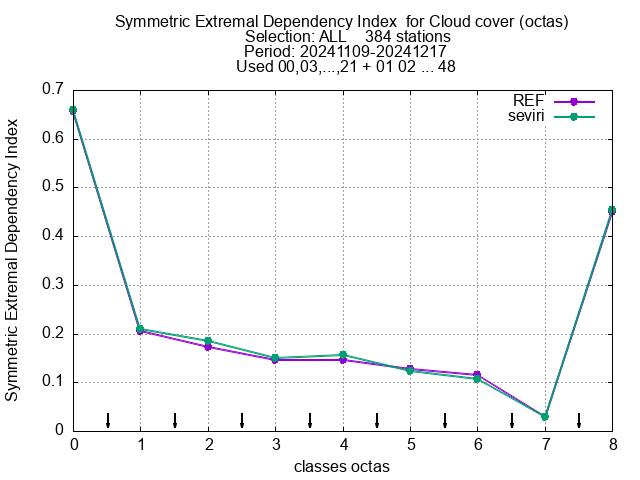 Symmetric Extremal Dependency Index  for Cloud cover (octas)
Selection: ALL    384 stations
Period: 20241109-20241217
Used 00,03,...,21 + 01 02 ... 48
REF
seviri
0.7
0.6
0.5
0.4
0.3
0.2
0.1
0
Symmetric Extremal Dependency Index
0 1 2 3 4 5 6 7 8
classes octas